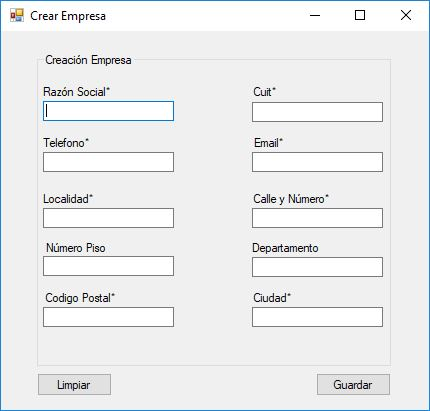 Crear Empresa
Creación Empresa
Razón Social*
Cuit*
Telefono*
Email*
Localidad*
Calle y Número*
Número Piso
Departamento
Codigo Postal*
Ciudad*
Limpiar
Guardar